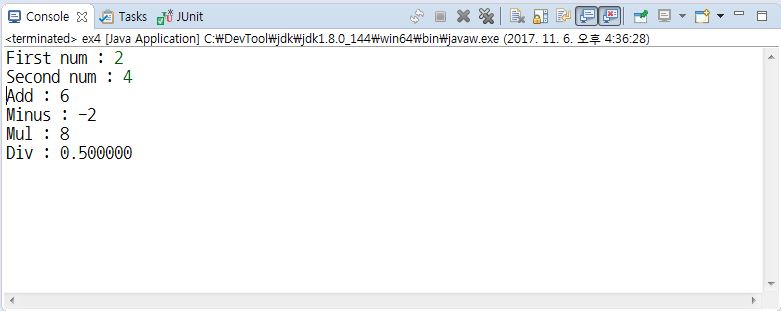 Console Tasks JUnit
<terminated> ex4 [Java Application] C:₩DevTool₩jdk₩jdk1.8.0_144₩win64₩bin₩javaw.exe (2017. 11. 6. 오후 4:36:28)
First num : 2
Second num : 4
Add : 6
Minus : -2
Mul : 8
Div : 0.500000